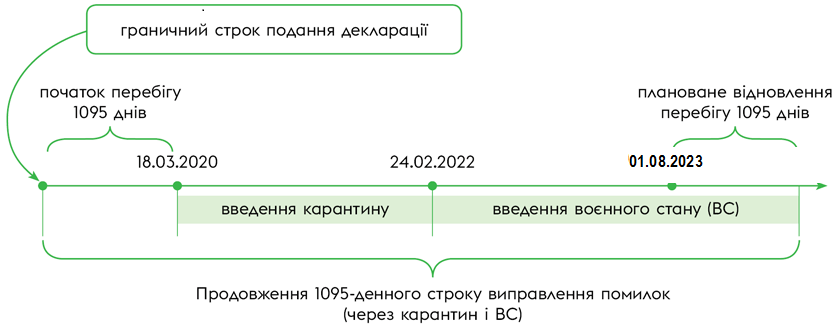 граничний строк подання декларації
початок перебігу
1095 днів
планове відновлення
перебігу 1095 днів
18.03.2020
24.02.2022
01.08.2023
введення карантину
введення воєнного стану (ВС)
Продовження 1095-денного строку виправлення помилок
(через карантин і ВС)